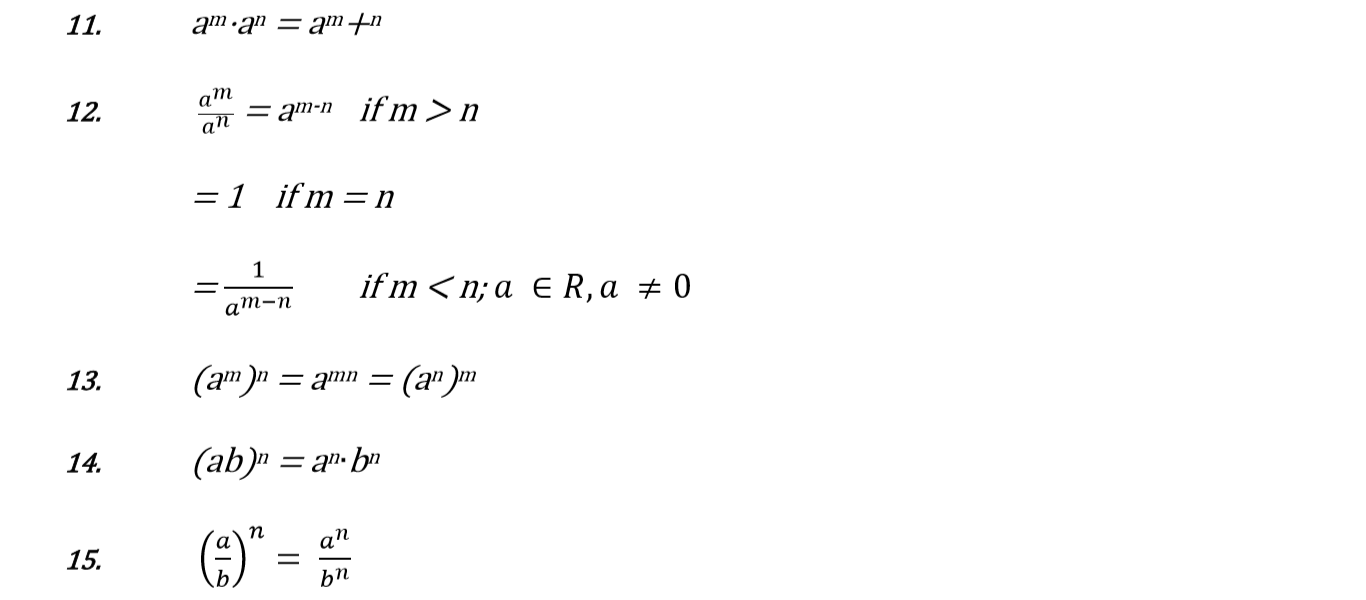 11. aᵐ·aⁿ = aᵐ+ⁿ
12. aᵐ/aⁿ = aᵐ⁻ⁿ if m > n
= 1 if m = n
= 1/aᵐ⁻ⁿ if m < n; a ∈ R, a ≠ 0
13. (aᵐ)ⁿ = aᵐⁿ = (aⁿ)ᵐ
14. (ab)ⁿ = aⁿ·bⁿ
15. (a/b)ⁿ = aⁿ/bⁿ